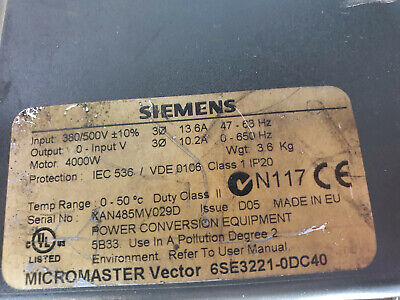 SIEMENS
Input: 380/500V ±10% 3Ø 13.6A 47 - 63 Hz
Output: 0 - Input V 3Ø 10.2A 0 - 650 Hz
Motor: 4000W Wgt: 3.6 Kg
Protection: IEC 536 / VDE 0106 Class 1 IP20
Temp Range: 0 - 50 °c Duty Class II N117 CE
Serial No: XAN485MV029D Issue: D05 MADE IN EU
POWER CONVERSION EQUIPMENT
5B33 Use In A Pollution Degree 2
Environment. Refer To User Manual.
C UL US
LISTED
MICROMASTER Vector 6SE3221-0DC40